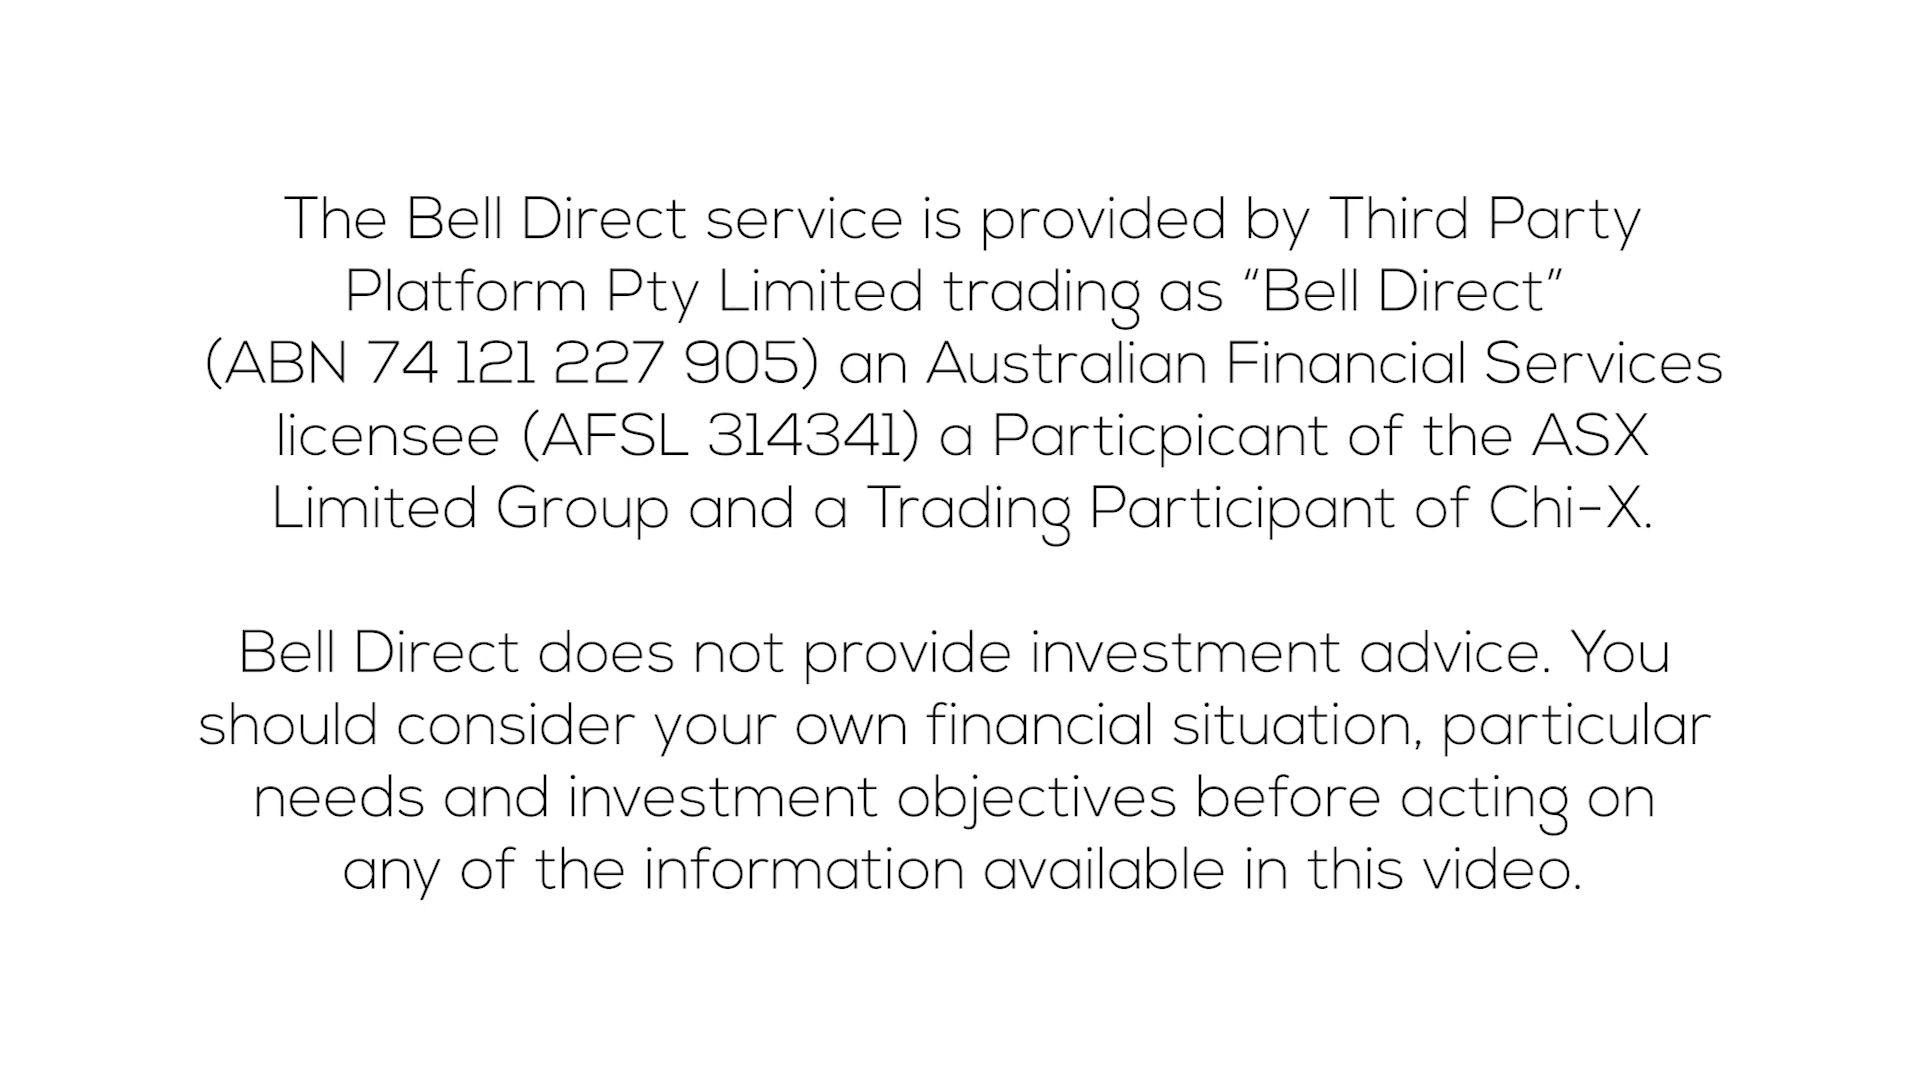 The Bell Direct service is provided by Third Party
Platform Pty Limited trading as “Bell Direct”
(ABN 74 121 227 905) an Australian Financial Services
licensee (AFSL 314341) a Particpicant of the ASX
Limited Group and a Trading Participant of Chi-X.
Bell Direct does not provide investment advice. You
should consider your own financial situation, particular
needs and investment objectives before acting on
any of the information available in this video.